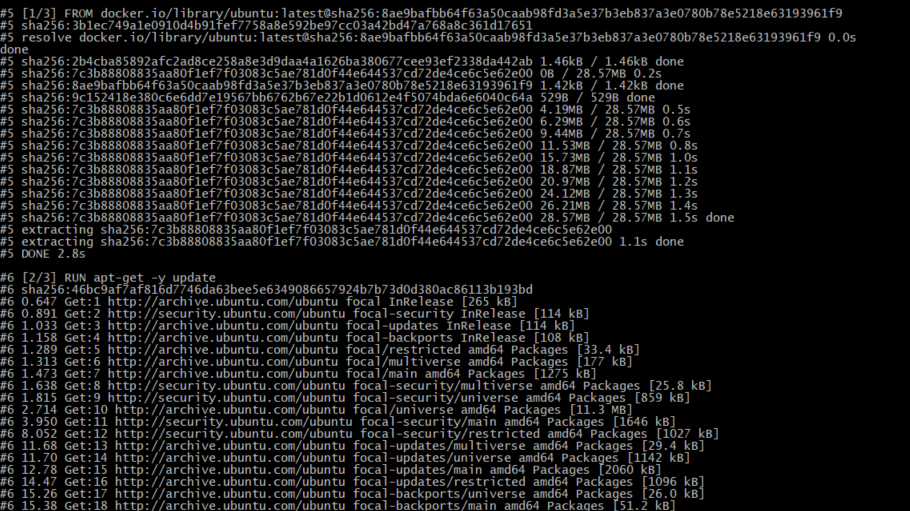 #5 [1/3] FROM docker.io/library/ubuntu:latest@sha256:8ae9bafbb64f63a50caab98fd3a5e37b3eb837a3e0780b78e5218e63193961f9
#5 sha256:3b1ec749a1e0910d4b91fef7758a8e592be97cc03a42bd47a768a8c361d17651
#5 resolve docker.io/library/ubuntu:latest@sha256:8ae9bafbb64f63a50caab98fd3a5e37b3eb837a3e0780b78e5218e63193961f9 0.0s
done
#5 sha256:2b4cba85892afc2ad8ce258a8e3d9daa4a1626ba380677cee93ef2338da442ab 1.46kB / 1.46kB done
#5 sha256:7c3b88808835aa80f1ef7f03083c5ae781d0f44e644537cd72de4ce6c5e62e00 0B / 28.57MB 0.2s
#5 sha256:8ae9bafbb64f63a50caab98fd3a5e37b3eb837a3e0780b78e5218e63193961f9 1.42kB / 1.42kB done
#5 sha256:9c152418e380c6e6dd7e19567bb6762b67e22b1d0612e4f5074bda6e6040c64a 529B / 529B done
#5 sha256:7c3b88808835aa80f1ef7f03083c5ae781d0f44e644537cd72de4ce6c5e62e00 4.19MB / 28.57MB 0.5s
#5 sha256:7c3b88808835aa80f1ef7f03083c5ae781d0f44e644537cd72de4ce6c5e62e00 6.29MB / 28.57MB 0.6s
#5 sha256:7c3b88808835aa80f1ef7f03083c5ae781d0f44e644537cd72de4ce6c5e62e00 9.44MB / 28.57MB 0.7s
#5 sha256:7c3b88808835aa80f1ef7f03083c5ae781d0f44e644537cd72de4ce6c5e62e00 11.53MB / 28.57MB 0.8s
#5 sha256:7c3b88808835aa80f1ef7f03083c5ae781d0f44e644537cd72de4ce6c5e62e00 15.73MB / 28.57MB 1.0s
#5 sha256:7c3b88808835aa80f1ef7f03083c5ae781d0f44e644537cd72de4ce6c5e62e00 18.87MB / 28.57MB 1.1s
#5 sha256:7c3b88808835aa80f1ef7f03083c5ae781d0f44e644537cd72de4ce6c5e62e00 20.97MB / 28.57MB 1.2s
#5 sha256:7c3b88808835aa80f1ef7f03083c5ae781d0f44e644537cd72de4ce6c5e62e00 24.12MB / 28.57MB 1.3s
#5 sha256:7c3b88808835aa80f1ef7f03083c5ae781d0f44e644537cd72de4ce6c5e62e00 26.21MB / 28.57MB 1.4s
#5 sha256:7c3b88808835aa80f1ef7f03083c5ae781d0f44e644537cd72de4ce6c5e62e00 28.57MB / 28.57MB 1.5s done
#5 extracting sha256:7c3b88808835aa80f1ef7f03083c5ae781d0f44e644537cd72de4ce6c5e62e00
#5 extracting sha256:7c3b88808835aa80f1ef7f03083c5ae781d0f44e644537cd72de4ce6c5e62e00 1.1s done
#5 DONE 2.8s
#6 [2/3] RUN apt-get -y update
#6 sha256:46bc9af7af816d7746da63bee5e63490866657924b7b73d0d380ac86113b193bd
#6 0.647 Get:1 http://archive.ubuntu.com/ubuntu focal InRelease [265 kB]
#6 0.891 Get:2 http://security.ubuntu.com/ubuntu focal-security InRelease [114 kB]
#6 1.033 Get:3 http://archive.ubuntu.com/ubuntu focal-updates InRelease [114 kB]
#6 1.158 Get:4 http://archive.ubuntu.com/ubuntu focal-backports InRelease [108 kB]
#6 1.289 Get:5 http://archive.ubuntu.com/ubuntu focal/restricted amd64 Packages [33.4 kB]
#6 1.313 Get:6 http://archive.ubuntu.com/ubuntu focal/multiverse amd64 Packages [177 kB]
#6 1.473 Get:7 http://archive.ubuntu.com/ubuntu focal/main amd64 Packages [1275 kB]
#6 1.638 Get:8 http://security.ubuntu.com/ubuntu focal-security/multiverse amd64 Packages [25.8 kB]
#6 1.815 Get:9 http://security.ubuntu.com/ubuntu focal-security/universe amd64 Packages [859 kB]
#6 2.714 Get:10 http://archive.ubuntu.com/ubuntu focal/universe amd64 Packages [11.3 MB]
#6 3.950 Get:11 http://security.ubuntu.com/ubuntu focal-security/main amd64 Packages [1646 kB]
#6 8.052 Get:12 http://security.ubuntu.com/ubuntu focal-security/restricted amd64 Packages [1027 kB]
#6 11.68 Get:13 http://archive.ubuntu.com/ubuntu focal-updates/multiverse amd64 Packages [29.4 kB]
#6 11.70 Get:14 http://archive.ubuntu.com/ubuntu focal-updates/universe amd64 Packages [1142 kB]
#6 12.78 Get:15 http://archive.ubuntu.com/ubuntu focal-updates/main amd64 Packages [2060 kB]
#6 14.47 Get:16 http://archive.ubuntu.com/ubuntu focal-updates/restricted amd64 Packages [1096 kB]
#6 15.26 Get:17 http://archive.ubuntu.com/ubuntu focal-backports/universe amd64 Packages [26.0 kB]
#6 15.38 Get:18 http://archive.ubuntu.com/ubuntu focal-backports/main amd64 Packages [51.2 kB]